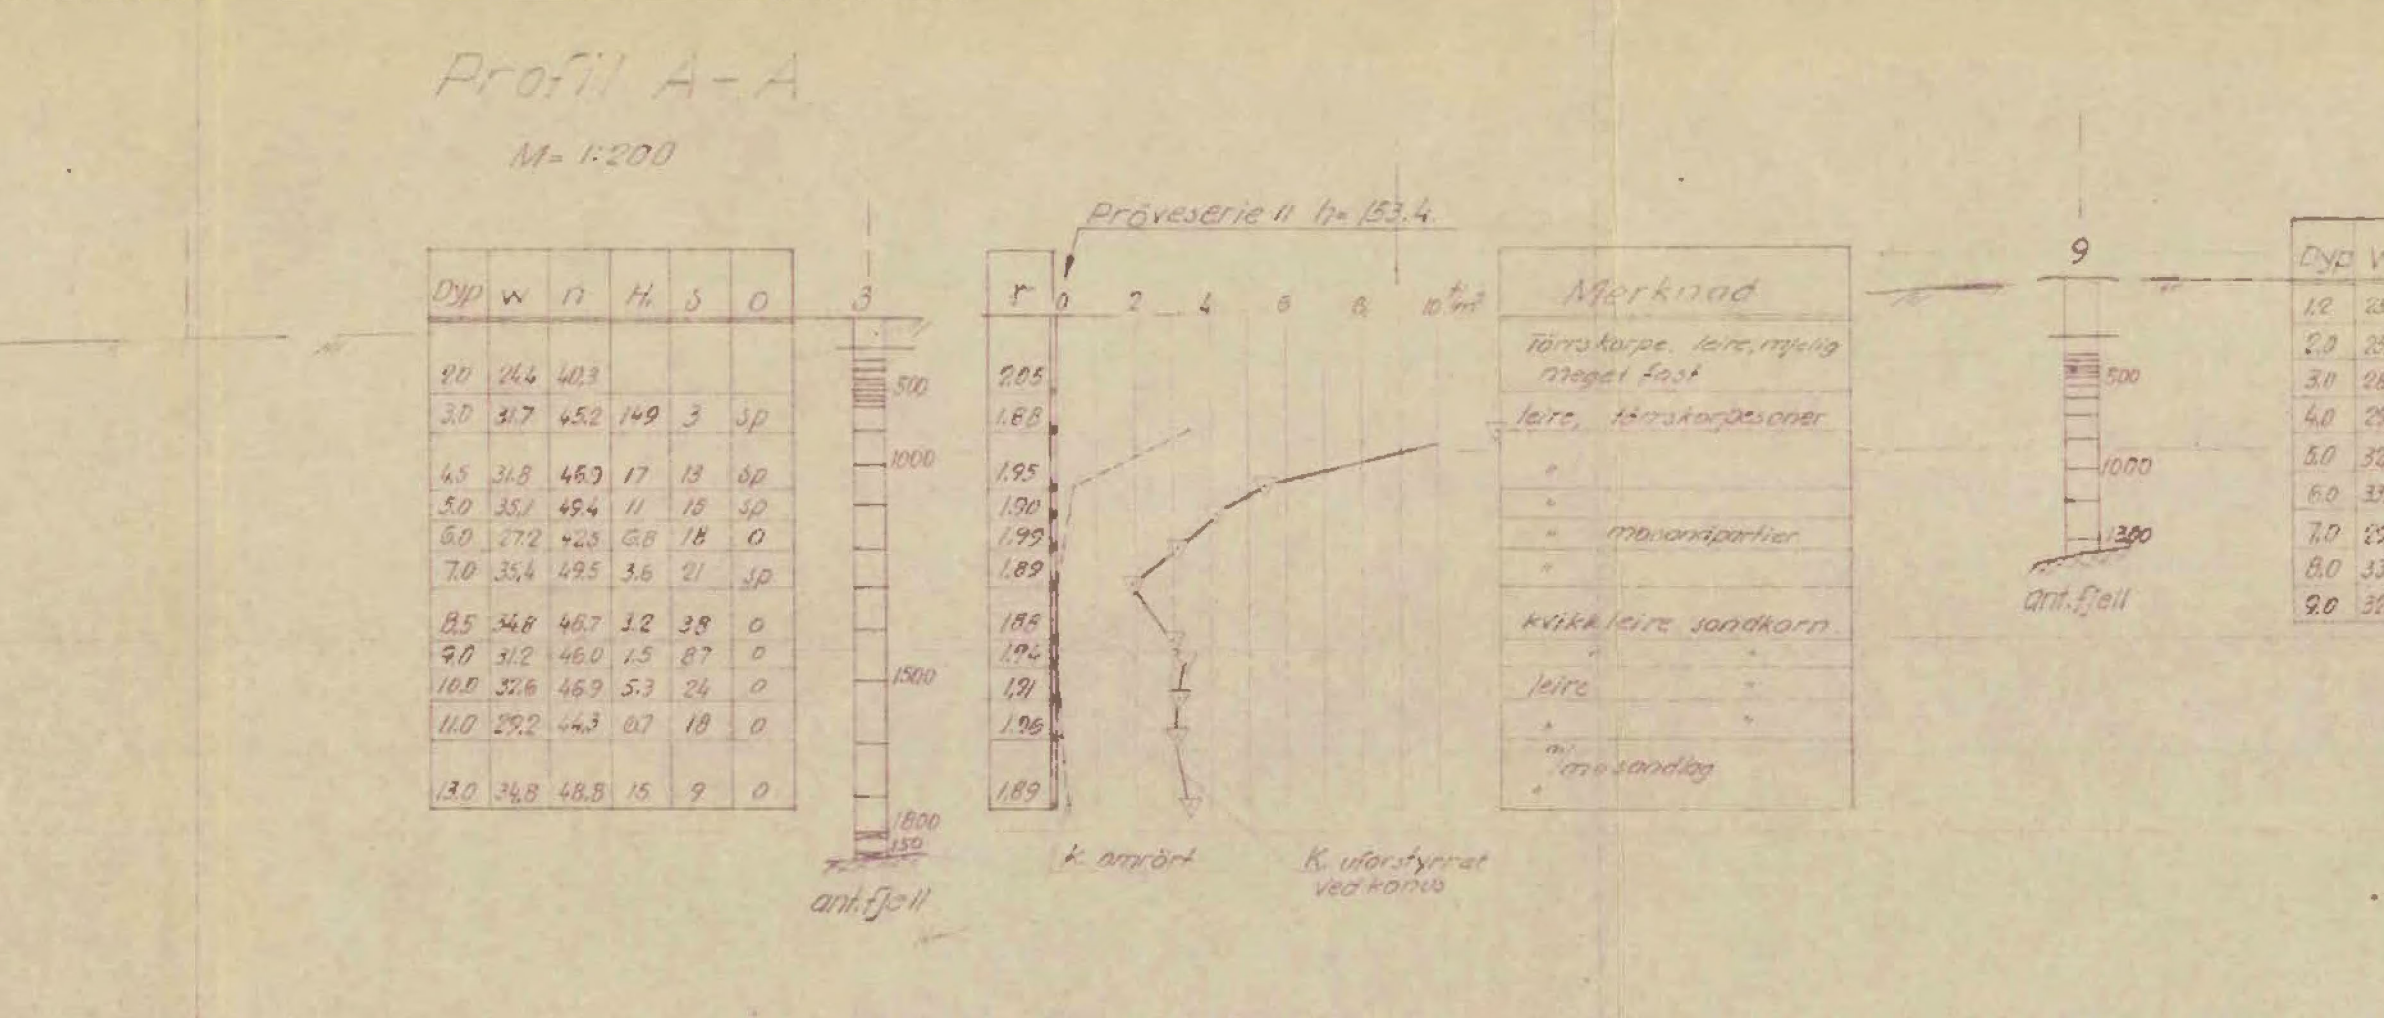 Profil A-A
M= 1:200
Dyp w n H₁ s O
2.0 24.4 40.3
3.0 31.7 45.2 149 3 sp
4.5 31.8 46.9 17 13 sp
5.0 35.1 49.4 11 15 sp
6.0 27.2 42.5 6.8 18 0
7.0 35.4 49.5 3.6 21 sp
8.5 34.8 48.7 3.2 38 0
9.0 31.2 46.0 1.5 87 0
10.0 32.6 46.9 5.3 24 0
11.0 29.2 44.3 6.7 18 0
13.0 34.8 48.8 15 9 0
3
500
1000
1500
1800
150
ant.fjell
Pröveserie II h= 153.4
r 0 2 4 6 8 10 t/m²
2.05
1.88
1.95
1.90
1.99
1.89
1.88
1.94
1.91
1.96
1.89
K omrört
K. uforstyrret
ved konus
Merknad
Törrskorpe. leire, mjelig
meget fast
leire, törrskorpesoner
"
"
" mosandpartier
"
kvikkleire sandkorn
" "
leire "
" "
m/
mosandlag
"
9
500
1000
1300
ant.fjell
Dyp
1.2
2.0
3.0
4.0
5.0
6.0
7.0
8.0
9.0